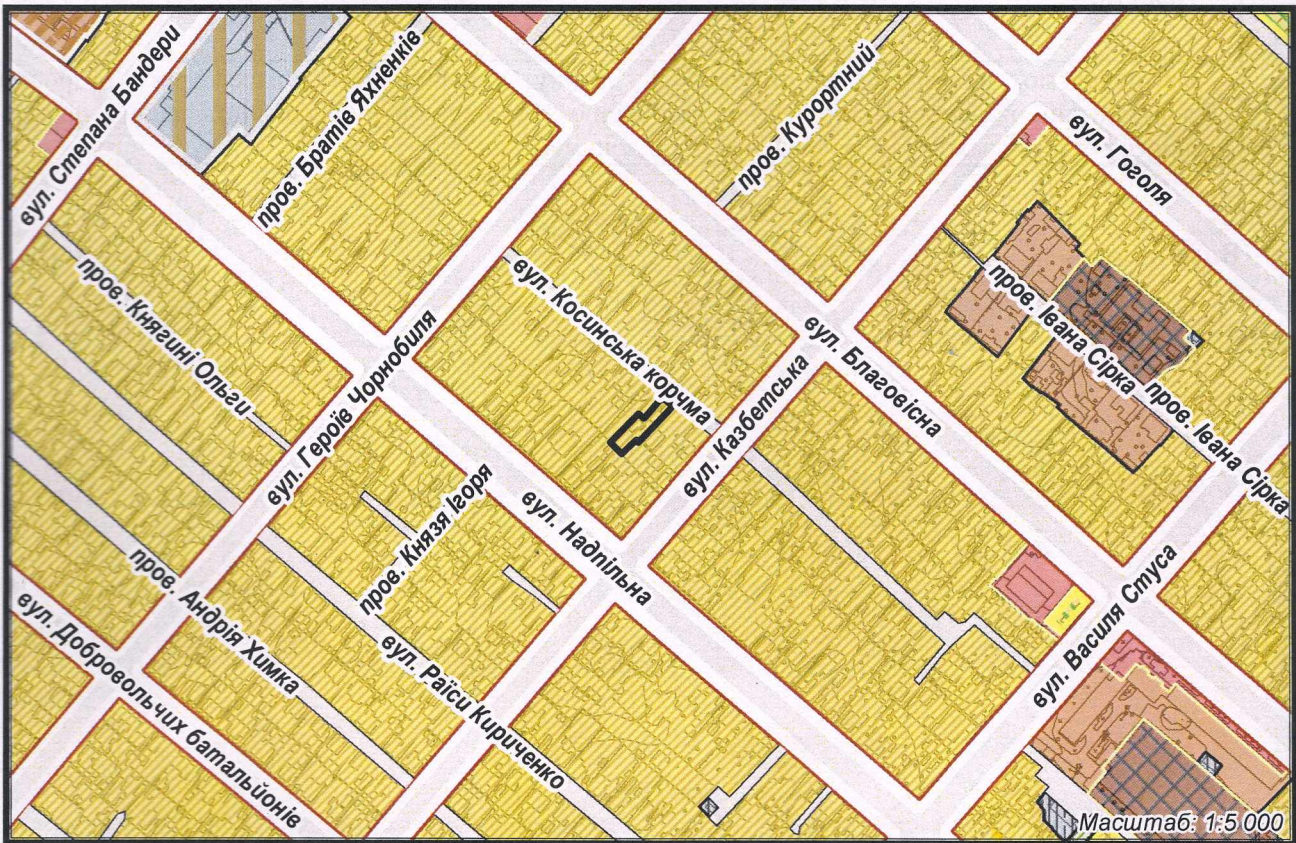 вул. Степана Бандери
пров. Братів Яхненків
пров. Курортний
вул. Гоголя
пров. Княгині Ольги
вул. Косинська корчма
пров. Івана Сірка
пров. Івана Сірка
вул. Героїв Чорнобиля
вул. Благовісна
вул. Казбетська
пров. Князя Ігоря
вул. Надпільна
пров. Андрія Химка
вул. Василя Стуса
вул. Добровольчих батальйонів
вул. Раїси Кириченко
Масштаб: 1:5 000